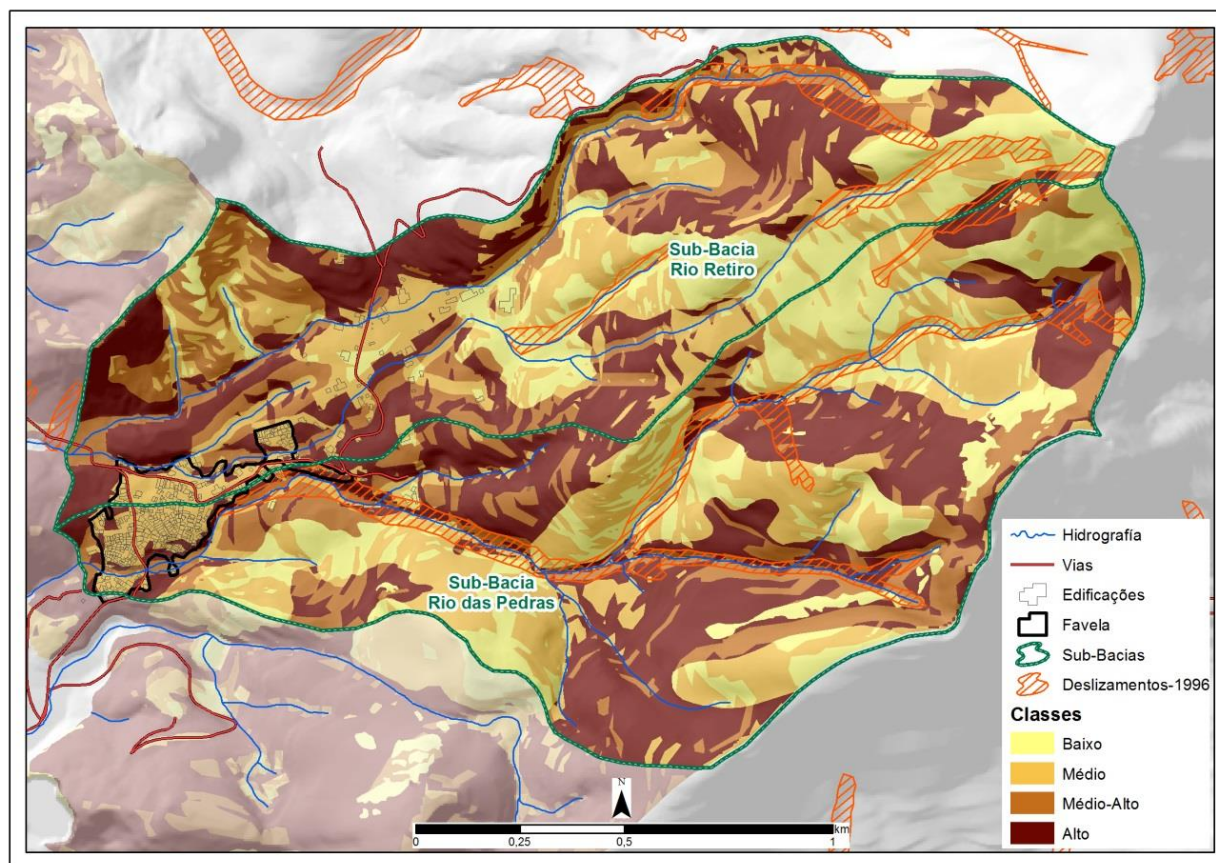 Sub-Bacia
Rio Retiro
Sub-Bacia
Rio das Pedras
Hidrografía
Vias
Edificações
Favela
Sub-Bacias
Deslizamentos-1996
Classes
Baixo
Médio
Médio-Alto
Alto
N
km
0 0,25 0,5 1